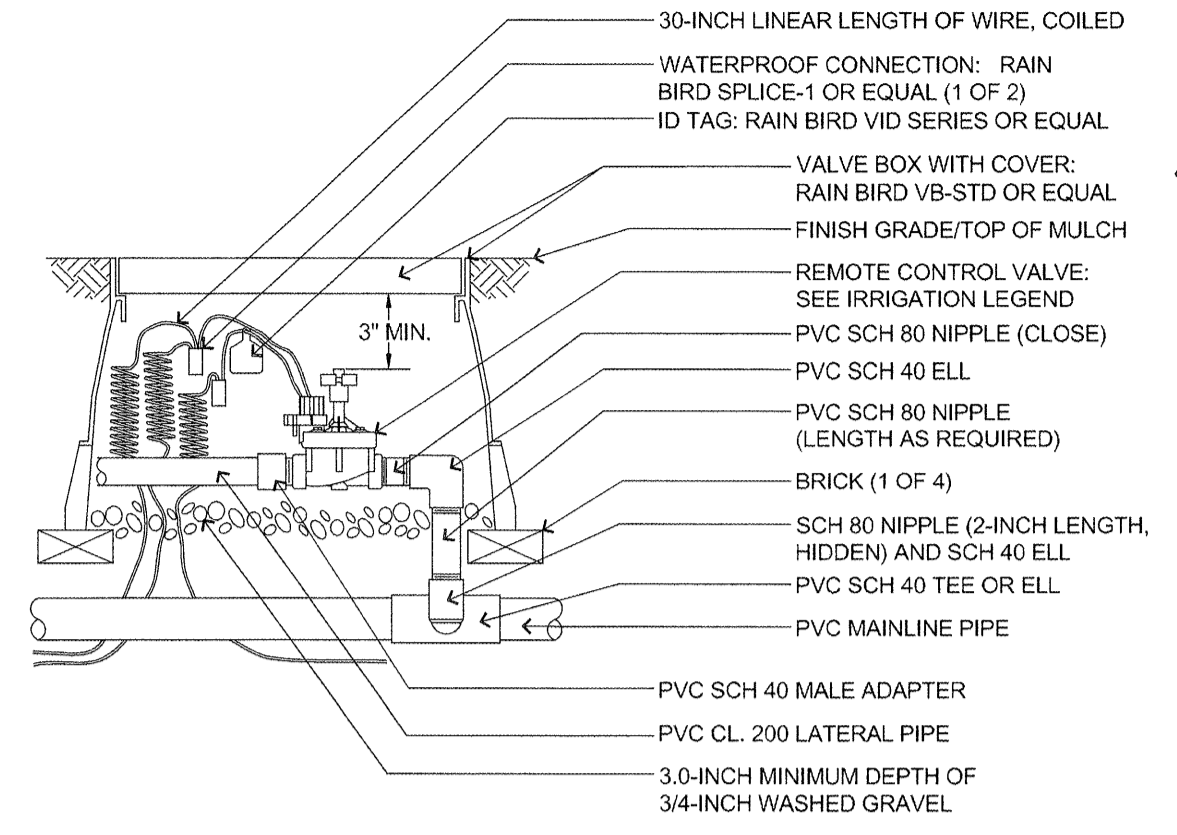 30-INCH LINEAR LENGTH OF WIRE, COILED
WATERPROOF CONNECTION: RAIN
BIRD SPLICE-1 OR EQUAL (1 OF 2)
ID TAG: RAIN BIRD VID SERIES OR EQUAL
VALVE BOX WITH COVER:
RAIN BIRD VB-STD OR EQUAL
FINISH GRADE/TOP OF MULCH
REMOTE CONTROL VALVE:
SEE IRRIGATION LEGEND
3" MIN.
PVC SCH 80 NIPPLE (CLOSE)
PVC SCH 40 ELL
PVC SCH 80 NIPPLE
(LENGTH AS REQUIRED)
BRICK (1 OF 4)
SCH 80 NIPPLE (2-INCH LENGTH,
HIDDEN) AND SCH 40 ELL
PVC SCH 40 TEE OR ELL
PVC MAINLINE PIPE
PVC SCH 40 MALE ADAPTER
PVC CL. 200 LATERAL PIPE
3.0-INCH MINIMUM DEPTH OF
3/4-INCH WASHED GRAVEL